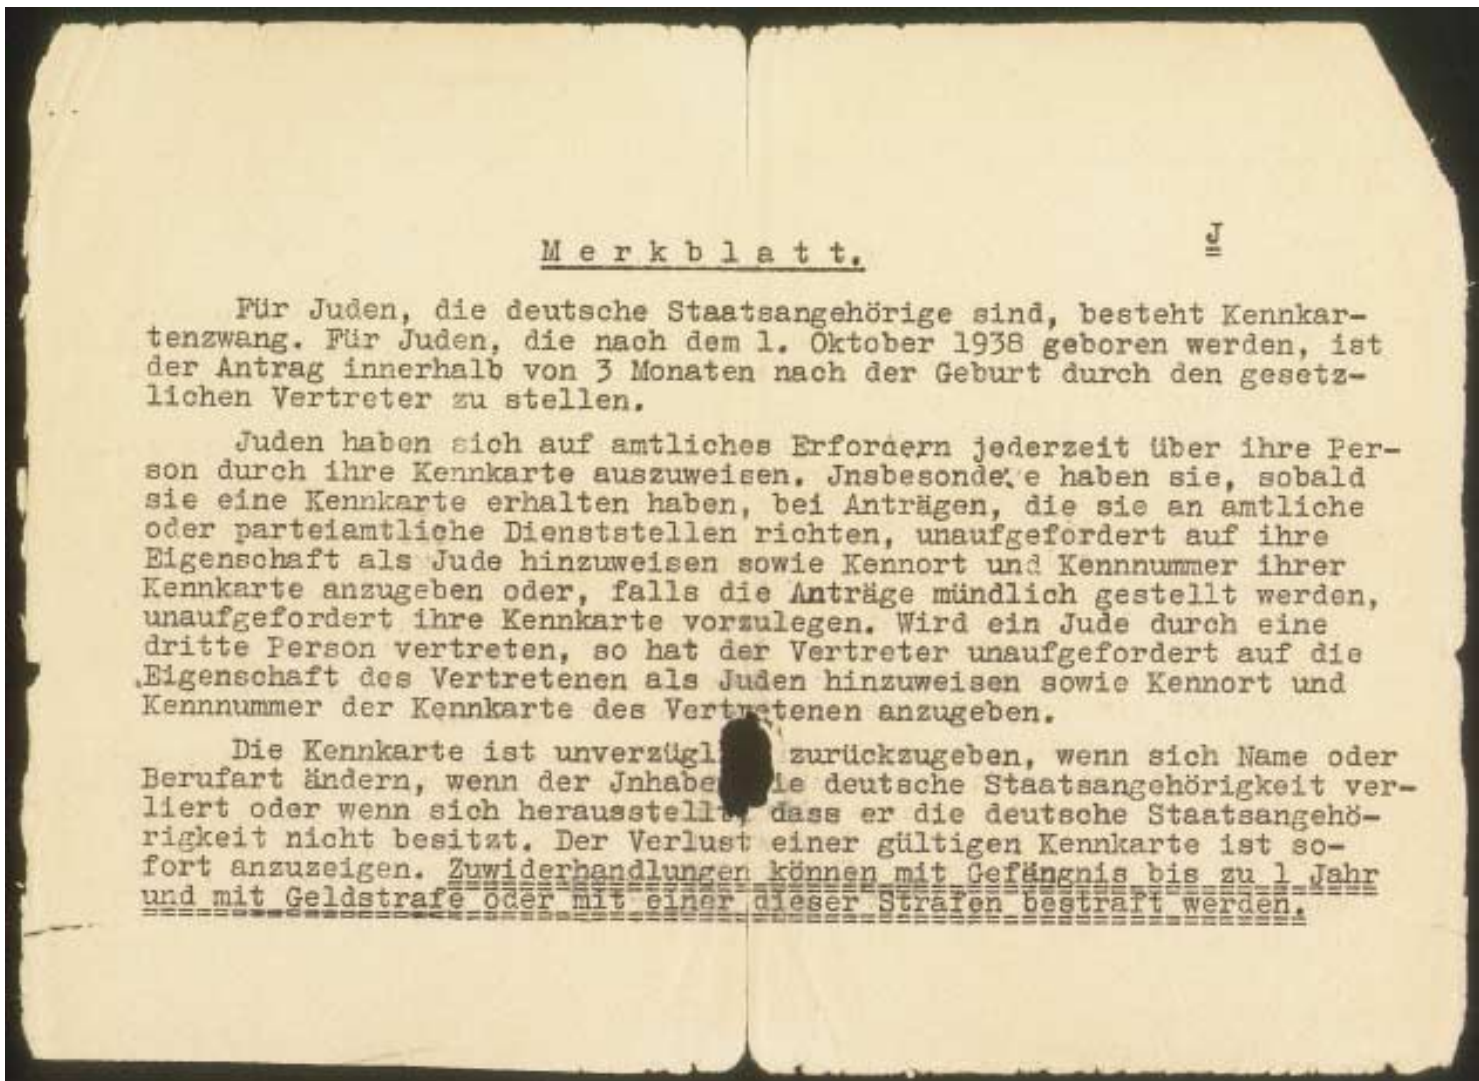 J
M e r k b l a t t.
Für Juden, die deutsche Staatsangehörige sind, besteht Kennkar-
tenzwang. Für Juden, die nach dem 1. Oktober 1938 geboren werden, ist
der Antrag innerhalb von 3 Monaten nach der Geburt durch den gesetz-
lichen Vertreter zu stellen.
Juden haben sich auf amtliches Erfordern jederzeit über ihre Per-
son durch ihre Kennkarte auszuweisen. Jnsbesondere haben sie, sobald
sie eine Kennkarte erhalten haben, bei Anträgen, die sie an amtliche
oder parteiamtliche Dienststellen richten, unaufgefordert auf ihre
Eigenschaft als Jude hinzuweisen sowie Kennort und Kennnummer ihrer
Kennkarte anzugeben oder, falls die Anträge mündlich gestellt werden,
unaufgefordert ihre Kennkarte vorzulegen. Wird ein Jude durch eine
dritte Person vertreten, so hat der Vertreter unaufgefordert auf die
Eigenschaft des Vertretenen als Juden hinzuweisen sowie Kennort und
Kennnummer der Kennkarte des Vertretenen anzugeben.
Die Kennkarte ist unverzügl zurückzugeben, wenn sich Name oder
Berufart ändern, wenn der Jnhabe ie deutsche Staatsangehörigkeit ver-
liert oder wenn sich herausstellt, dass er die deutsche Staatsangehö-
rigkeit nicht besitzt. Der Verlust einer gültigen Kennkarte ist so-
fort anzuzeigen. Zuwiderhandlungen können mit Gefängnis bis zu 1 Jahr
und mit Geldstrafe oder mit einer dieser Strafen bestraft werden.